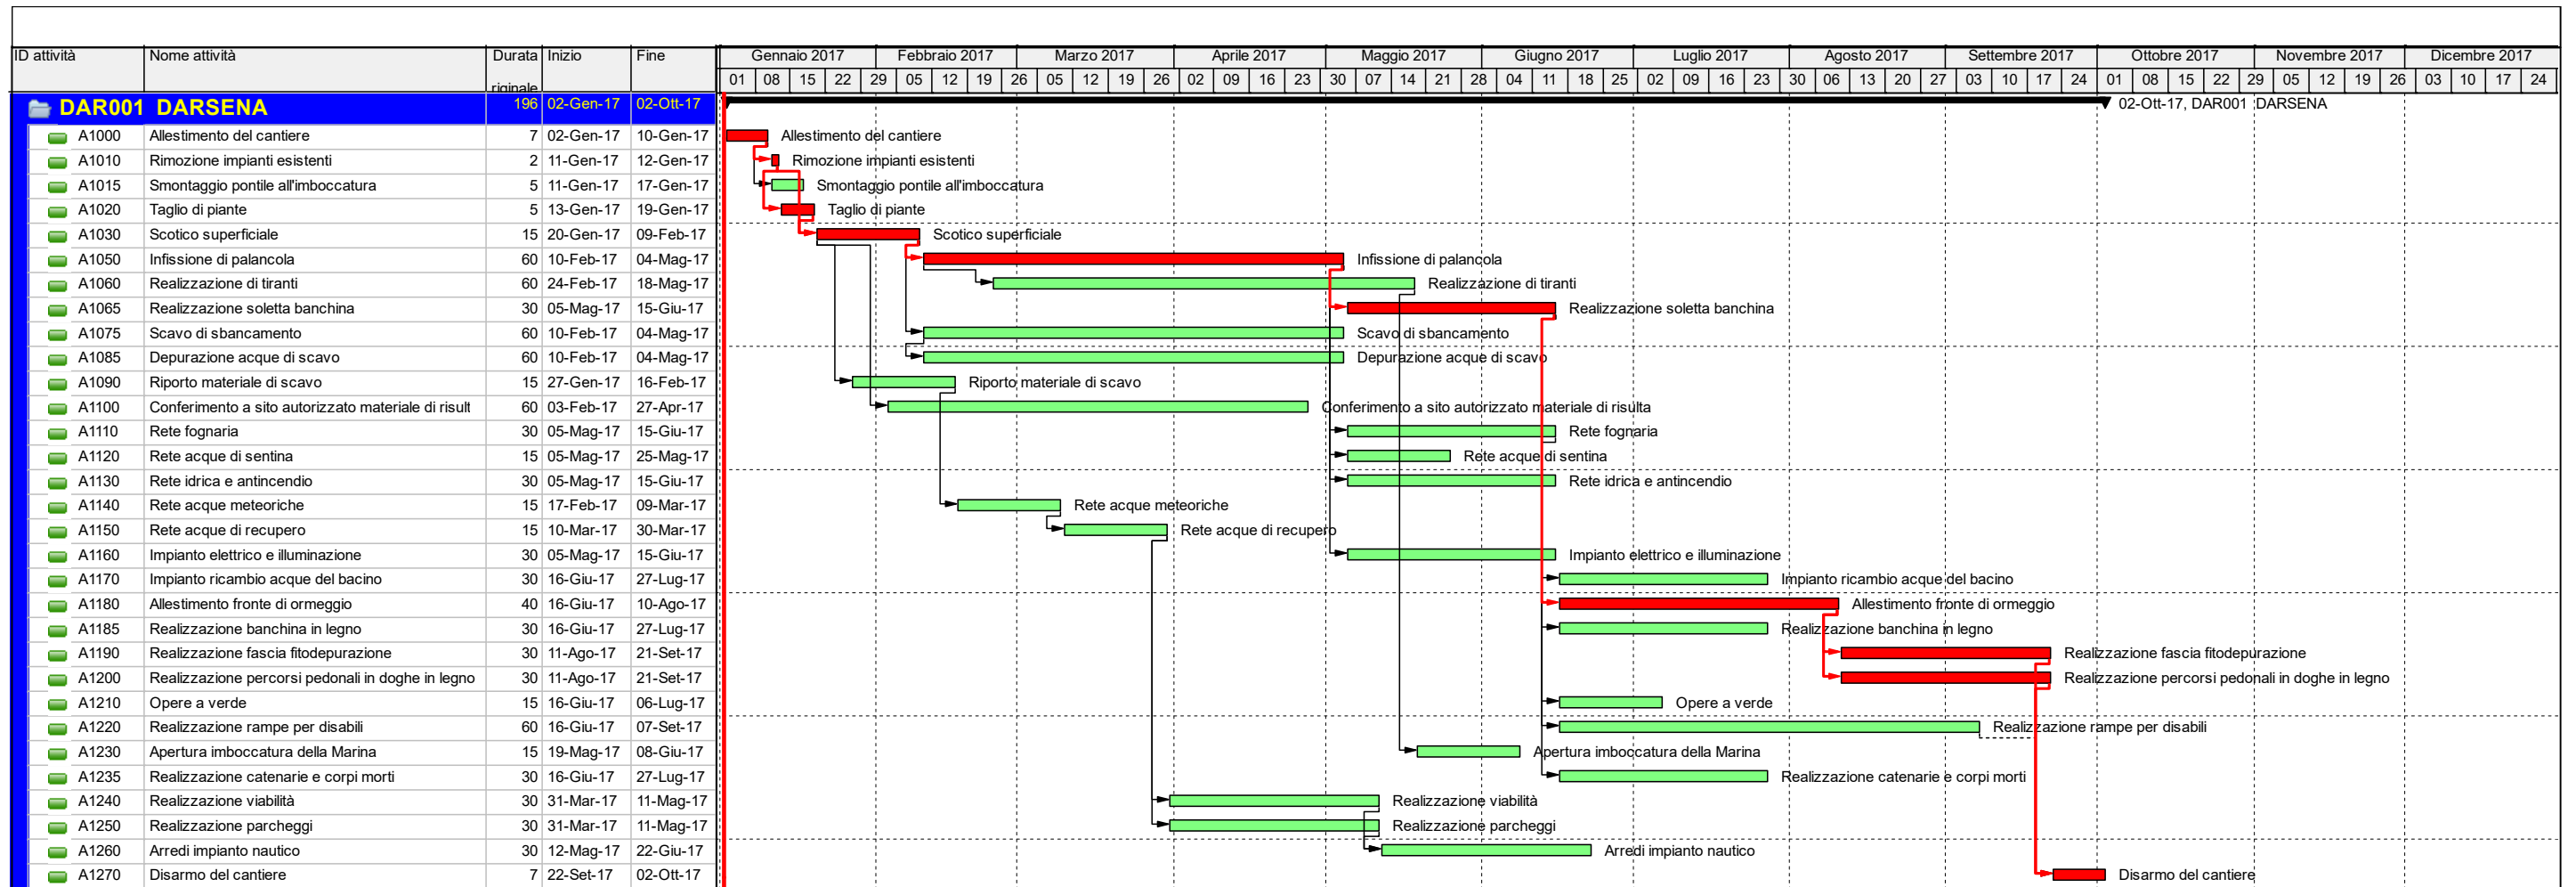 ID attività Nome attività Durata riginale Inizio Fine Gennaio 2017 Febbraio 2017 Marzo 2017 Aprile 2017 Maggio 2017 Giugno 2017 Luglio 2017 Agosto 2017 Settembre 2017 Ottobre 2017 Novembre 2017 Dicembre 2017
01 08 15 22 29 05 12 19 26 05 12 19 26 02 09 16 23 30 07 14 21 28 04 11 18 25 02 09 16 23 30 06 13 20 27 03 10 17 24 01 08 15 22 29 05 12 19 26 03 10 17 24
DAR001 DARSENA 196 02-Gen-17 02-Ott-17 02-Ott-17, DAR001 DARSENA
A1000 Allestimento del cantiere 7 02-Gen-17 10-Gen-17 Allestimento del cantiere
A1010 Rimozione impianti esistenti 2 11-Gen-17 12-Gen-17 Rimozione impianti esistenti
A1015 Smontaggio pontile all'imboccatura 5 11-Gen-17 17-Gen-17 Smontaggio pontile all'imboccatura
A1020 Taglio di piante 5 13-Gen-17 19-Gen-17 Taglio di piante
A1030 Scotico superficiale 15 20-Gen-17 09-Feb-17 Scotico superficiale
A1050 Infissione di palancola 60 10-Feb-17 04-Mag-17 Infissione di palancola
A1060 Realizzazione di tiranti 60 24-Feb-17 18-Mag-17 Realizzazione di tiranti
A1065 Realizzazione soletta banchina 30 05-Mag-17 15-Giu-17 Realizzazione soletta banchina
A1075 Scavo di sbancamento 60 10-Feb-17 04-Mag-17 Scavo di sbancamento
A1085 Depurazione acque di scavo 60 10-Feb-17 04-Mag-17 Depurazione acque di scavo
A1090 Riporto materiale di scavo 15 27-Gen-17 16-Feb-17 Riporto materiale di scavo
A1100 Conferimento a sito autorizzato materiale di risult 60 03-Feb-17 27-Apr-17 Conferimento a sito autorizzato materiale di risulta
A1110 Rete fognaria 30 05-Mag-17 15-Giu-17 Rete fognaria
A1120 Rete acque di sentina 15 05-Mag-17 25-Mag-17 Rete acque di sentina
A1130 Rete idrica e antincendio 30 05-Mag-17 15-Giu-17 Rete idrica e antincendio
A1140 Rete acque meteoriche 15 17-Feb-17 09-Mar-17 Rete acque meteoriche
A1150 Rete acque di recupero 15 10-Mar-17 30-Mar-17 Rete acque di recupero
A1160 Impianto elettrico e illuminazione 30 05-Mag-17 15-Giu-17 Impianto elettrico e illuminazione
A1170 Impianto ricambio acque del bacino 30 16-Giu-17 27-Lug-17 Impianto ricambio acque del bacino
A1180 Allestimento fronte di ormeggio 40 16-Giu-17 10-Ago-17 Allestimento fronte di ormeggio
A1185 Realizzazione banchina in legno 30 16-Giu-17 27-Lug-17 Realizzazione banchina in legno
A1190 Realizzazione fascia fitodepurazione 30 11-Ago-17 21-Set-17 Realizzazione fascia fitodepurazione
A1200 Realizzazione percorsi pedonali in doghe in legno 30 11-Ago-17 21-Set-17 Realizzazione percorsi pedonali in doghe in legno
A1210 Opere a verde 15 16-Giu-17 06-Lug-17 Opere a verde
A1220 Realizzazione rampe per disabili 60 16-Giu-17 07-Set-17 Realizzazione rampe per disabili
A1230 Apertura imboccatura della Marina 15 19-Mag-17 08-Giu-17 Apertura imboccatura della Marina
A1235 Realizzazione catenarie e corpi morti 30 16-Giu-17 27-Lug-17 Realizzazione catenarie e corpi morti
A1240 Realizzazione viabilità 30 31-Mar-17 11-Mag-17 Realizzazione viabilità
A1250 Realizzazione parcheggi 30 31-Mar-17 11-Mag-17 Realizzazione parcheggi
A1260 Arredi impianto nautico 30 12-Mag-17 22-Giu-17 Arredi impianto nautico
A1270 Disarmo del cantiere 7 22-Set-17 02-Ott-17 Disarmo del cantiere